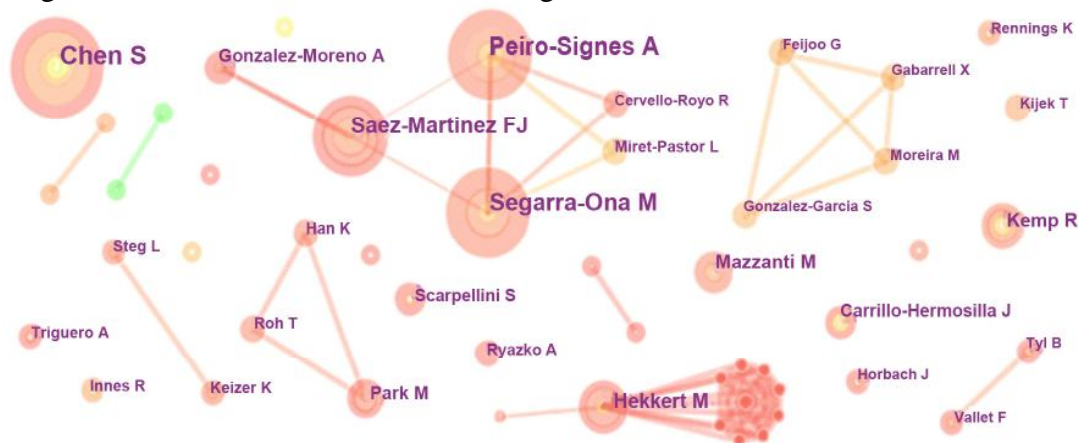 Chen S
Gonzalez-Moreno A
Peiro-Signes A
Feijoo G
Rennings K
Gabarrell X
Cervello-Royo R
Kijek T
Saez-Martinez FJ
Miret-Pastor L
Moreira M
Segarra-Ona M
Gonzalez-Garcia S
Kemp R
Han K
Steg L
Mazzanti M
Scarpellini S
Carrillo-Hermosilla J
Roh T
Triguero A
Ryazko A
Tyl B
Innes R
Keizer K
Park M
Hekkert M
Horbach J
Vallet F